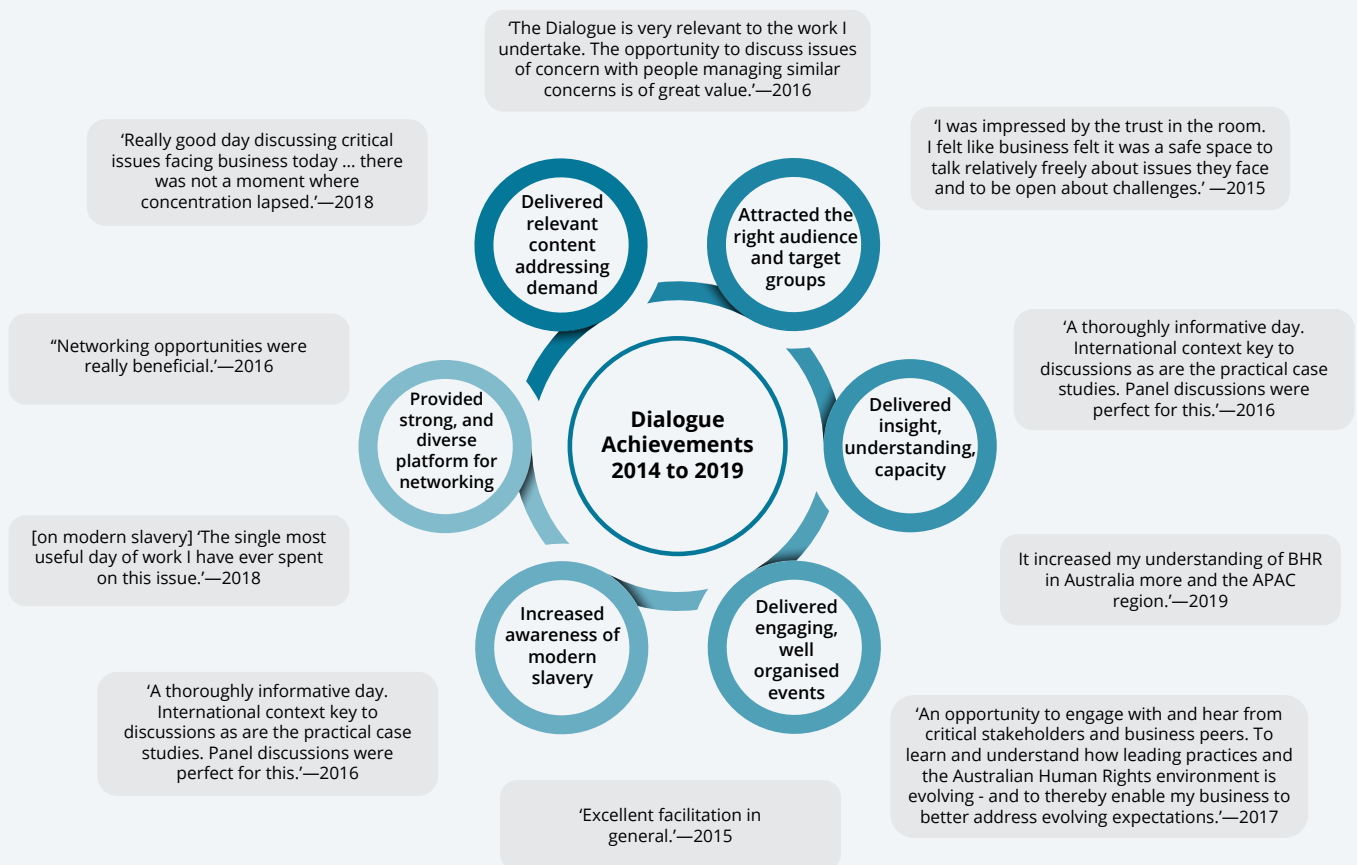 ‘The Dialogue is very relevant to the work I
undertake. The opportunity to discuss issues
of concern with people managing similar
concerns is of great value.’—2016
‘Really good day discussing critical
issues facing business today ... there
was not a moment where
concentration lapsed.’—2018
‘I was impressed by the trust in the room.
I felt like business felt it was a safe space to
talk relatively freely about issues they face
and to be open about challenges.’ —2015
Delivered
relevant
content
addressing
demand
Attracted the
right audience
and target
groups
“Networking opportunities were
really beneficial.’—2016
‘A thoroughly informative day.
International context key to
discussions as are the practical case
studies. Panel discussions were
perfect for this.’—2016
Provided
strong, and
diverse
platform for
networking
Dialogue
Achievements
2014 to 2019
Delivered
insight,
understanding,
capacity
[on modern slavery] ‘The single most
useful day of work I have ever spent
on this issue.’—2018
It increased my understanding of BHR
in Australia more and the APAC
region.’—2019
Increased
awareness of
modern
slavery
Delivered
engaging,
well
organised
events
‘A thoroughly informative day.
International context key to
discussions as are the practical case
studies. Panel discussions were
perfect for this.’—2016
‘An opportunity to engage with and hear from
critical stakeholders and business peers. To
learn and understand how leading practices and
the Australian Human Rights environment is
evolving - and to thereby enable my business to
better address evolving expectations.’—2017
‘Excellent facilitation in
general.’—2015